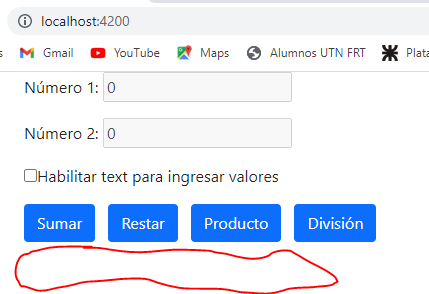 localhost:4200
Gmail YouTube Maps Alumnos UTN FRT Plata
Número 1: 0
Número 2: 0
Habilitar text para ingresar valores
Sumar Restar Producto División